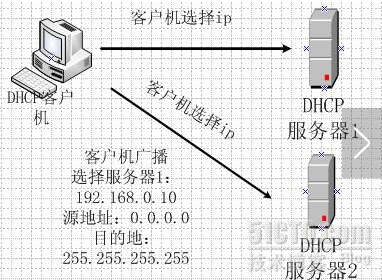 客户机选择ip
DHCP客户
机
客户机选择ip
DHCP
服务器1
客户机广播
选择服务器1:
192.168.0.10
源地址: 0.0.0.0
目的地:
255.255.255.255
DHCP
服务器2
51CTO.com
Blog